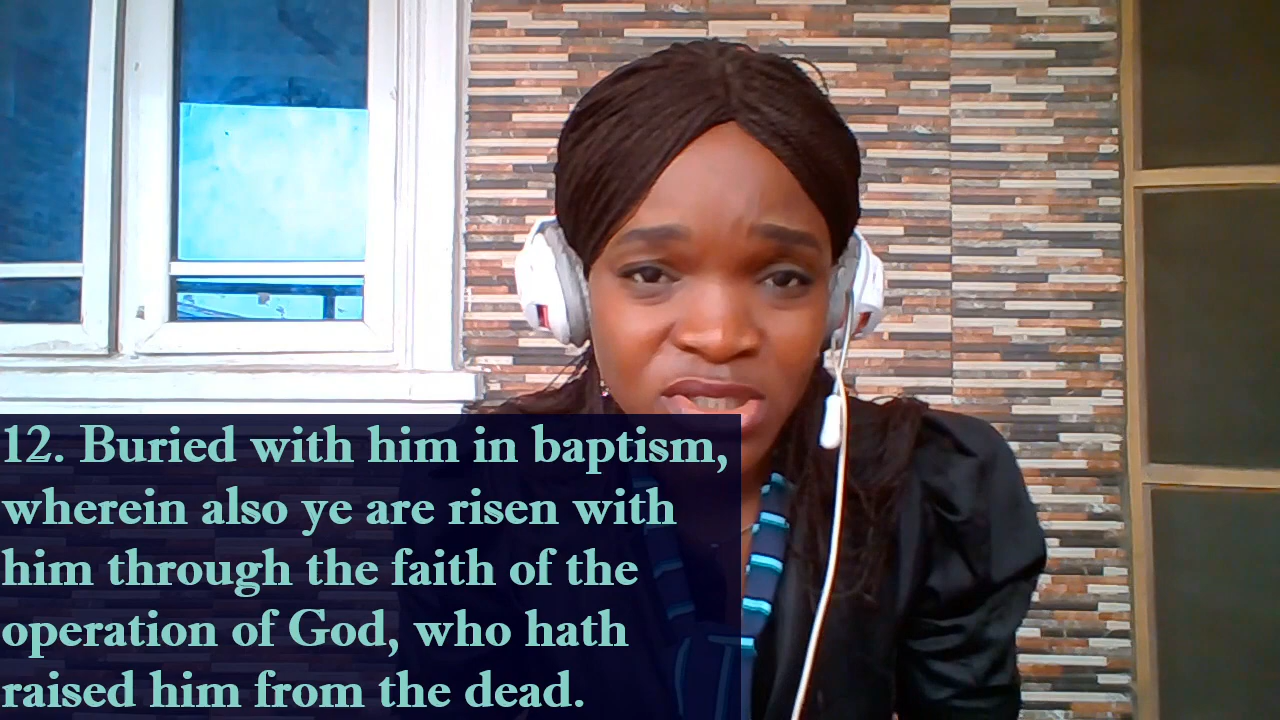 12. Buried with him in baptism,
wherein also ye are risen with
him through the faith of the
operation of God, who hath
raised him from the dead.